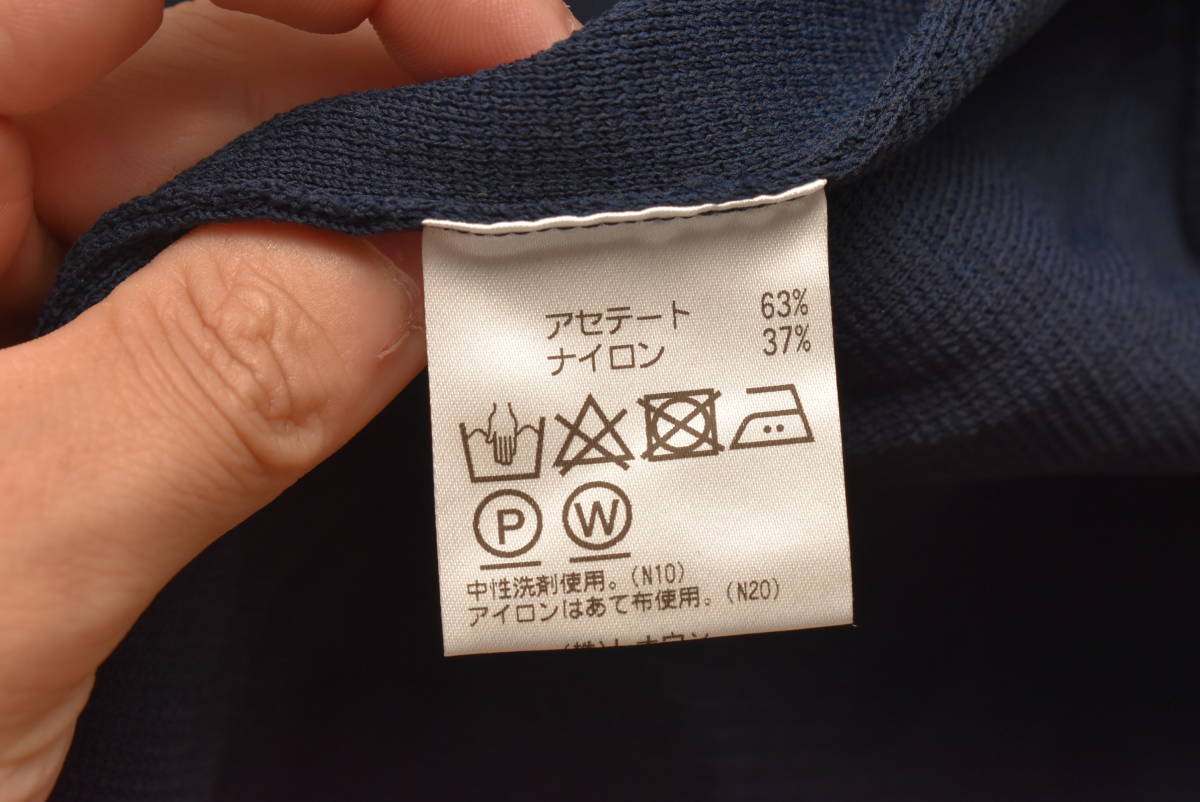 アセテート 63%
ナイロン 37%
P W
中性洗剤使用。(N10)
アイロンはあて布使用。(N20)